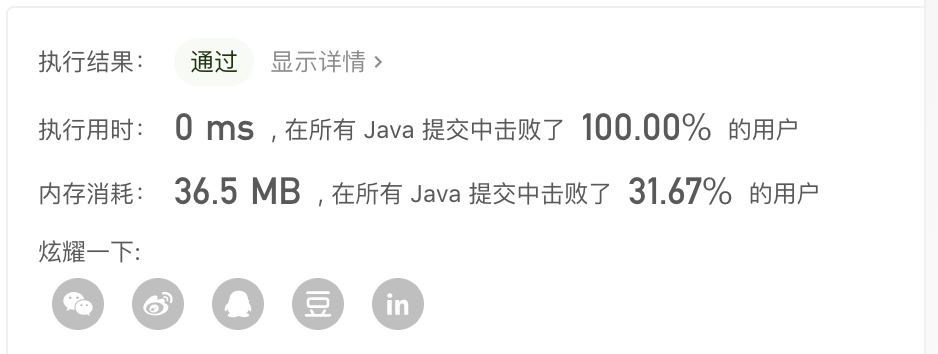 执行结果： 通过 显示详情 >
执行用时： 0 ms , 在所有 Java 提交中击败了 100.00% 的用户
内存消耗： 36.5 MB , 在所有 Java 提交中击败了 31.67% 的用户
炫耀一下:
豆 in